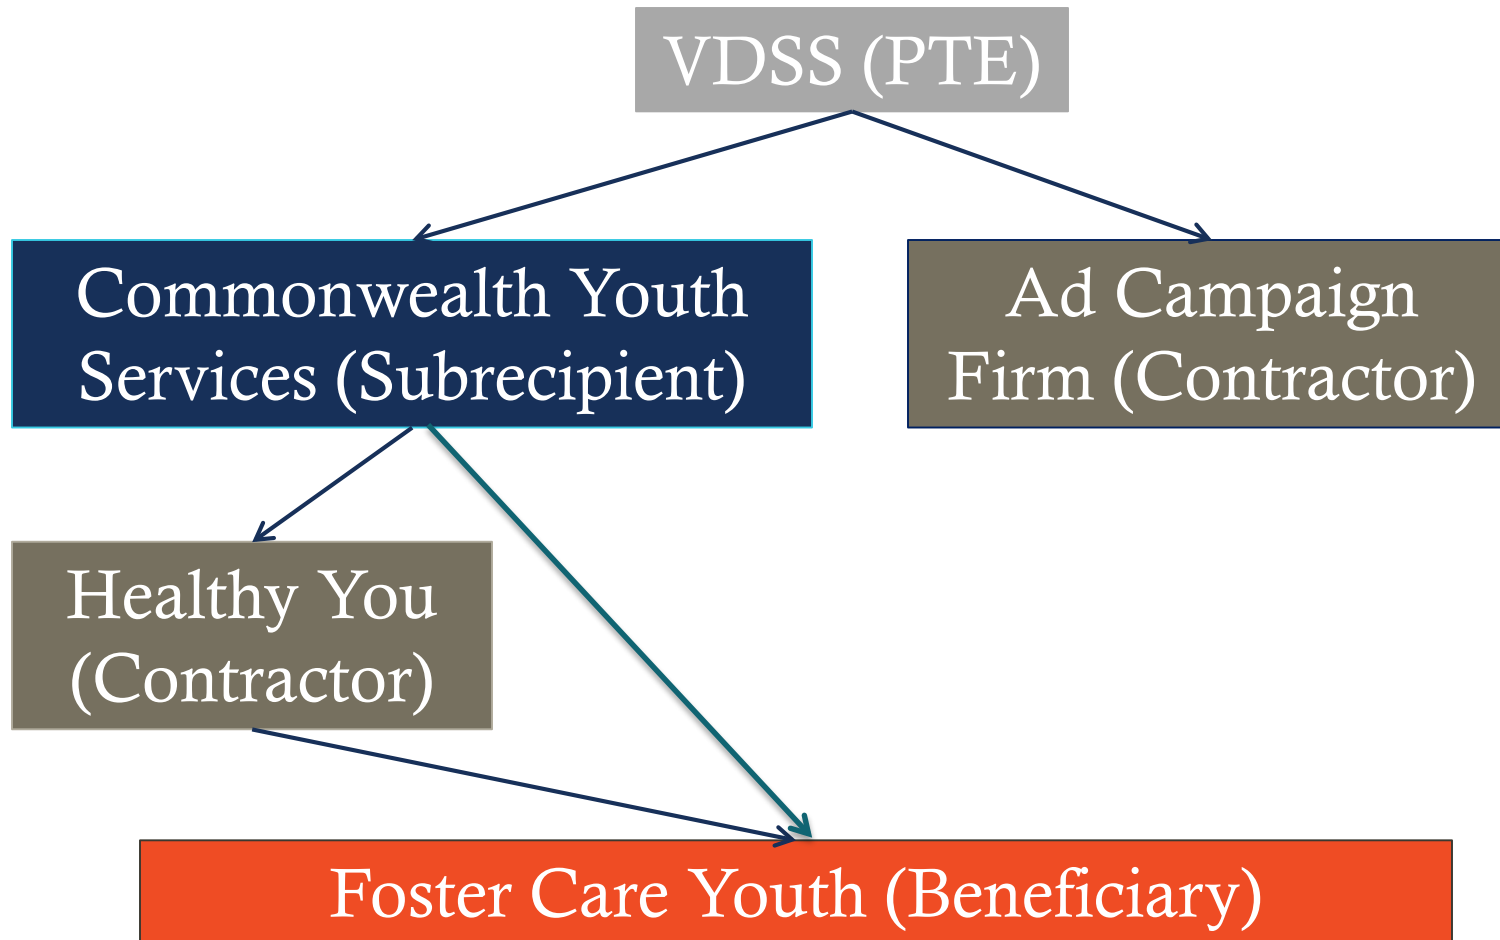 VDSS (PTE)
Commonwealth Youth
Services (Subrecipient)
Ad Campaign
Firm (Contractor)
Healthy You
(Contractor)
Foster Care Youth (Beneficiary)